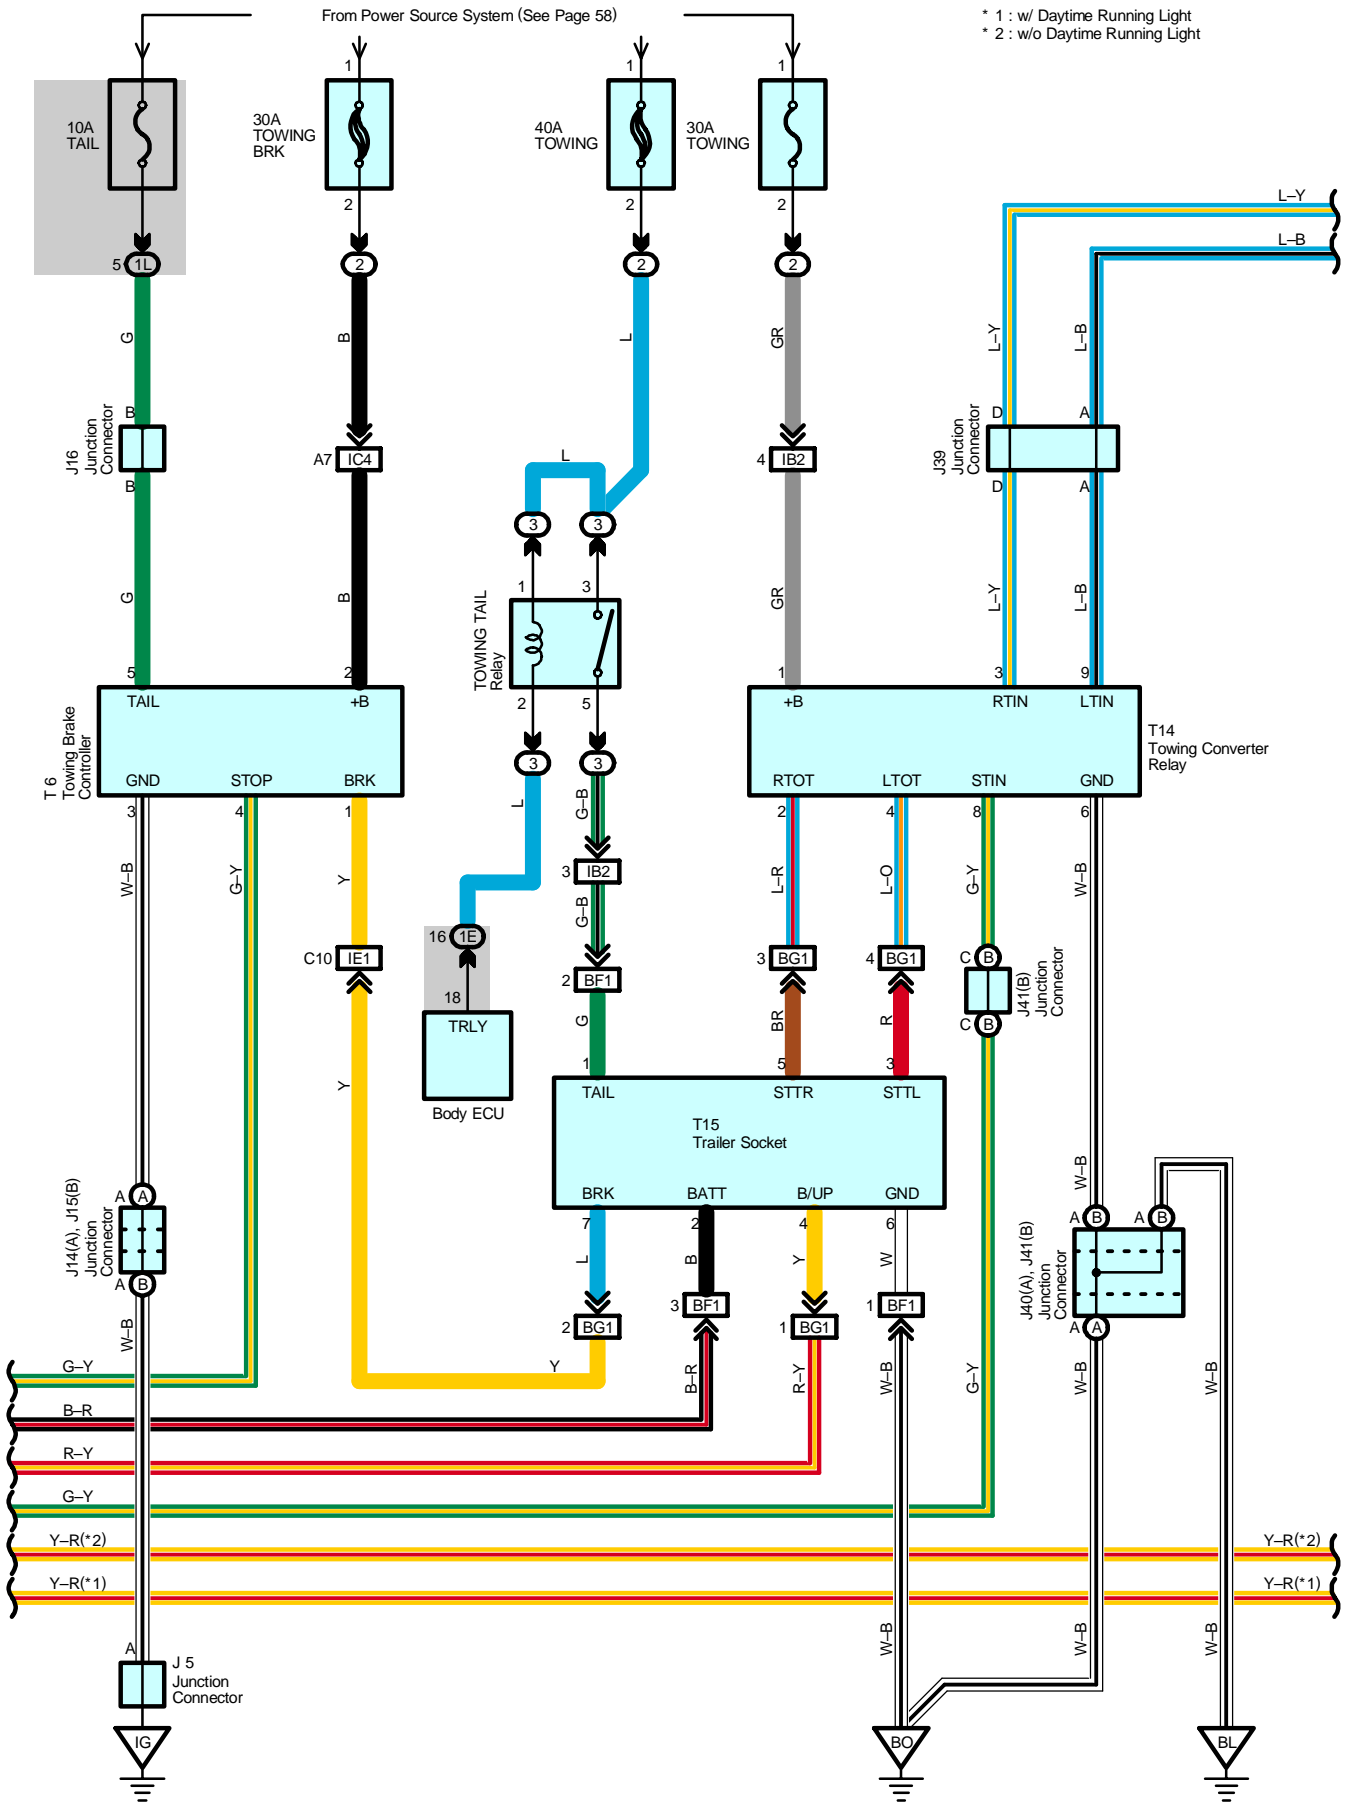 From Power Source System (See Page 58)
* 1 : w/ Daytime Running Light
* 2 : w/o Daytime Running Light
1
1
1
10A
TAIL
30A
TOWING
BRK
40A
TOWING
30A
TOWING
2
2
2
L–Y
L–B
5 1L
2
2
2
G
B
L
GR
L–Y
L–B
B
J16
Junction
Connector
B
A7 IC4
L
4 IB2
D
A
J39
Junction
Connector
D
A
3
3
G
B
1
3
GR
L–Y
L–B
TOWING TAIL
Relay
5
2
1
3
9
TAIL
+B
2
5
+B
RTIN
LTIN
T 6
Towing Brake
Controller
T14
Towing Converter
Relay
GND
STOP
BRK
3
3
RTOT
LTOT
STIN
GND
3
4
1
2
4
8
6
W–B
G–Y
Y
L
G–B
3 IB2
G–B
L–R
L–O
G–Y
W–B
16 1E
C10 IE1
2 BF1
3 BG1
4 BG1
C B
J41(B)
Junction
Connector
C B
18
TRLY
Body ECU
G
BR
R
Y
1
5
3
TAIL
STTR
STTL
T15
Trailer Socket
BRK
BATT
B/UP
GND
7
2
4
6
W–B
A A
J14(A), J15(B)
Junction
Connector
A B
A B
A B
J40(A), J41(B)
Junction
Connector
A A
L
B
Y
W
2 BG1
3 BF1
1 BG1
1 BF1
W–B
G–Y
Y
B–R
R–Y
W–B
G–Y
W–B
W–B
B–R
R–Y
G–Y
Y–R(*2)
Y–R(*2)
Y–R(*1)
Y–R(*1)
W–B
W–B
W–B
A
J 5
Junction
Connector
IG
BO
BL